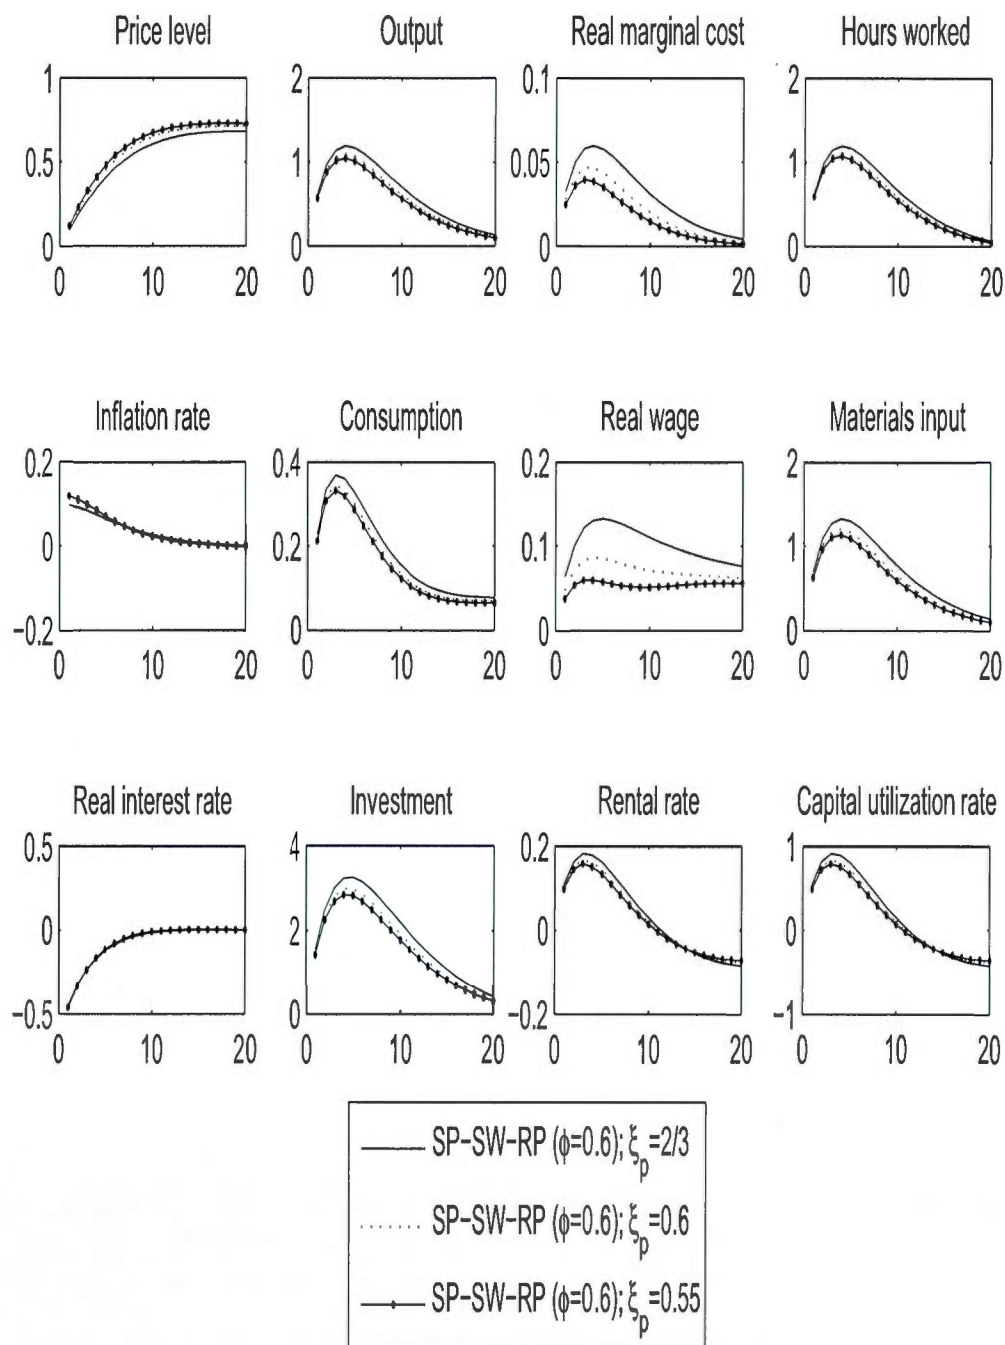 Price level Output Real marginal cost Hours worked
1 2 0.1 2
0.5 1 0.05 1
0 0 0 0
0 10 20 0 10 20 0 10 20 0 10 20
Inflation rate Consumption Real wage Materials input
0.2 0.4 0.2 2
0 0.2 0.1 1
−0.2 0 0 0
0 10 20 0 10 20 0 10 20 0 10 20
Real interest rate Investment Rental rate Capital utilization rate
0.5 4 0.2 1
0 2 0 0
−0.5 0 −0.2 −1
0 10 20 0 10 20 0 10 20 0 10 20
SP−SW−RP (ϕ=0.6); ξp=2/3
SP−SW−RP (ϕ=0.6); ξp=0.6
SP−SW−RP (ϕ=0.6); ξp=0.55